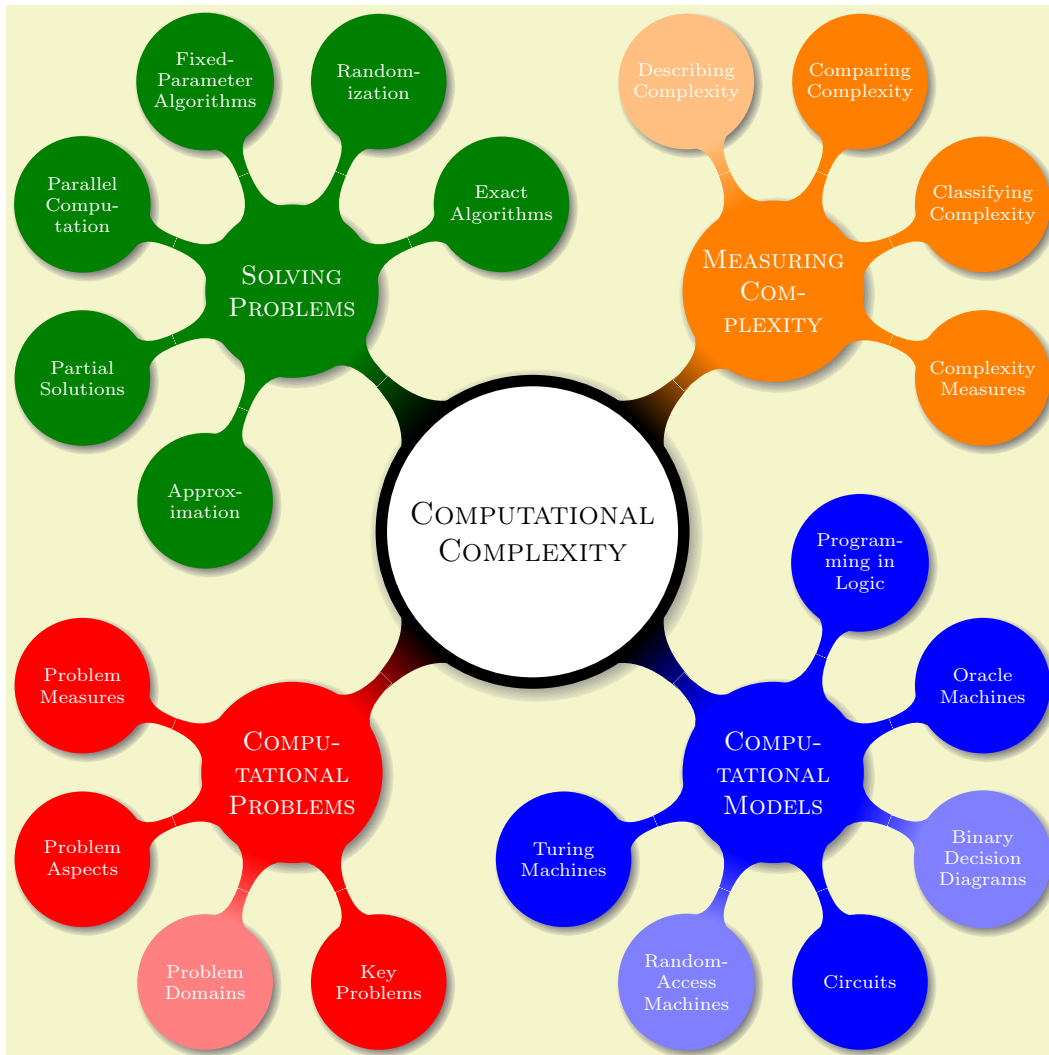 Fixed-
Parameter
Algorithms
Random-
ization
Parallel
Compu-
tation
Exact
Algorithms
Solving
Problems
Partial
Solutions
Approx-
imation
Describing
Complexity
Comparing
Complexity
Classifying
Complexity
Measuring
Com-
plexity
Complexity
Measures
Computational
Complexity
Problem
Measures
Compu-
tational
Problems
Problem
Aspects
Problem
Domains
Key
Problems
Program-
ming in
Logic
Oracle
Machines
Compu-
tational
Models
Turing
Machines
Binary
Decision
Diagrams
Random-
Access
Machines
Circuits